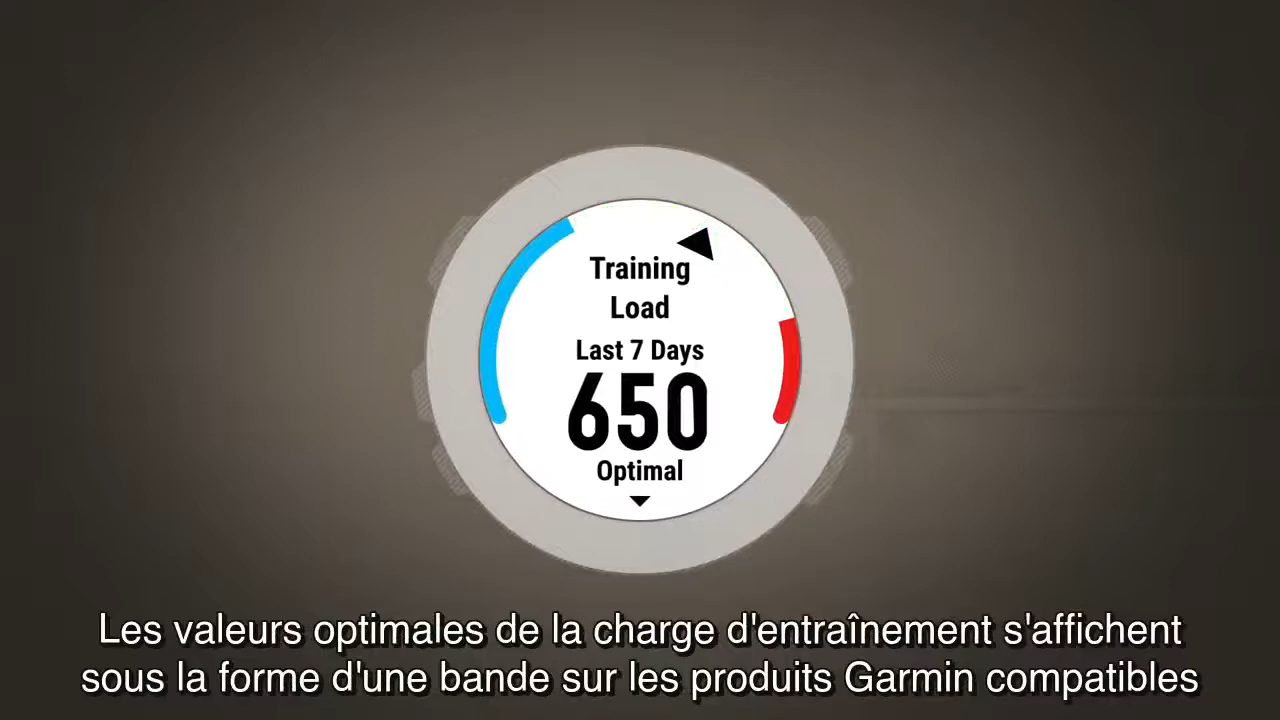 Training
Load
Last 7 Days
650
Optimal
Les valeurs optimales de la charge d'entraînement s'affichent
sous la forme d'une bande sur les produits Garmin compatibles